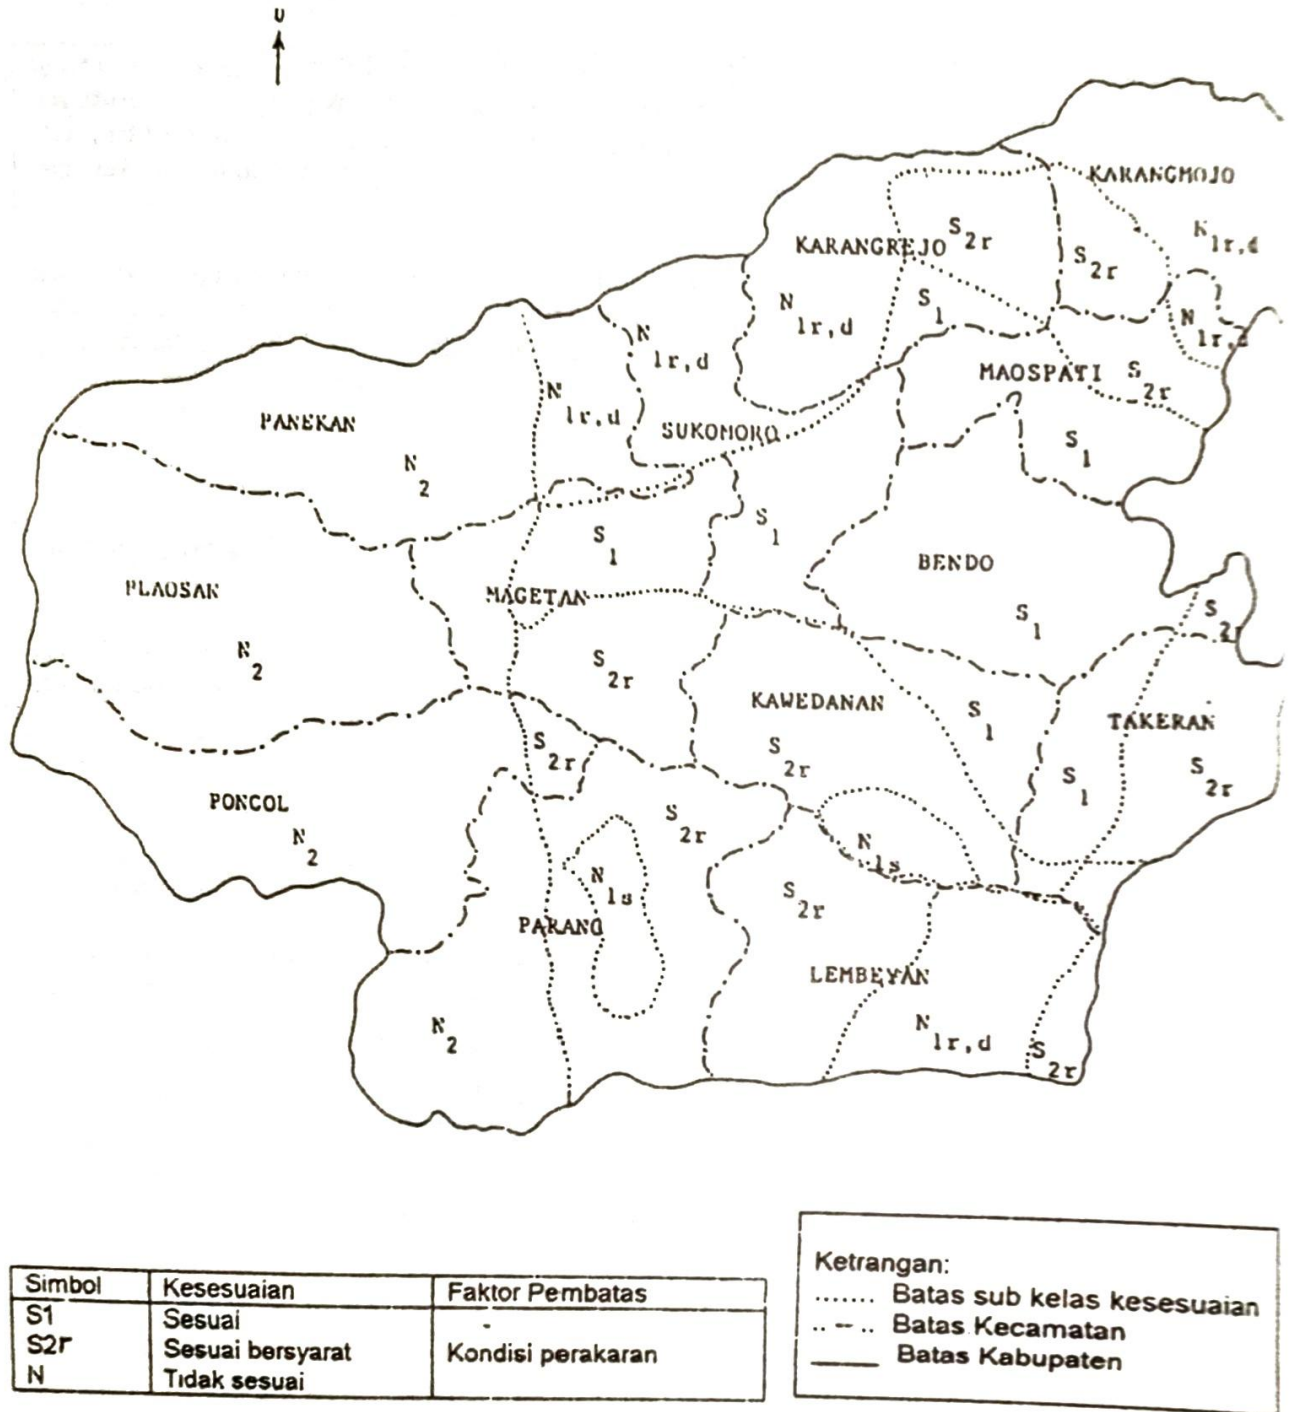 U
KARANGMOJO
KARANGREJO
S2r
N1r,d
S2r
N1r,d
S1
N1r,d
N1r,d
MAOSPATI
S2r
PANEKAN
N1r,d
SUKOMORO
S1
N2
S1
S1
BENDO
PLAOSAN
MAGETAN
S1
S2r
N2
S2r
KAWEDANAN
S1
TAKERAN
S2r
S2r
S1
S2r
PONCOL
S2r
N2
N1s
N1s
S2r
PARANG
LEMBEYAN
N2
N1r,d
S2r
Simbol Kesesuaian Faktor Pembatas
S1 Sesuai -
S2r Sesuai bersyarat Kondisi perakaran
N Tidak sesuai
Ketrangan:
Batas sub kelas kesesuaian
Batas Kecamatan
Batas Kabupaten